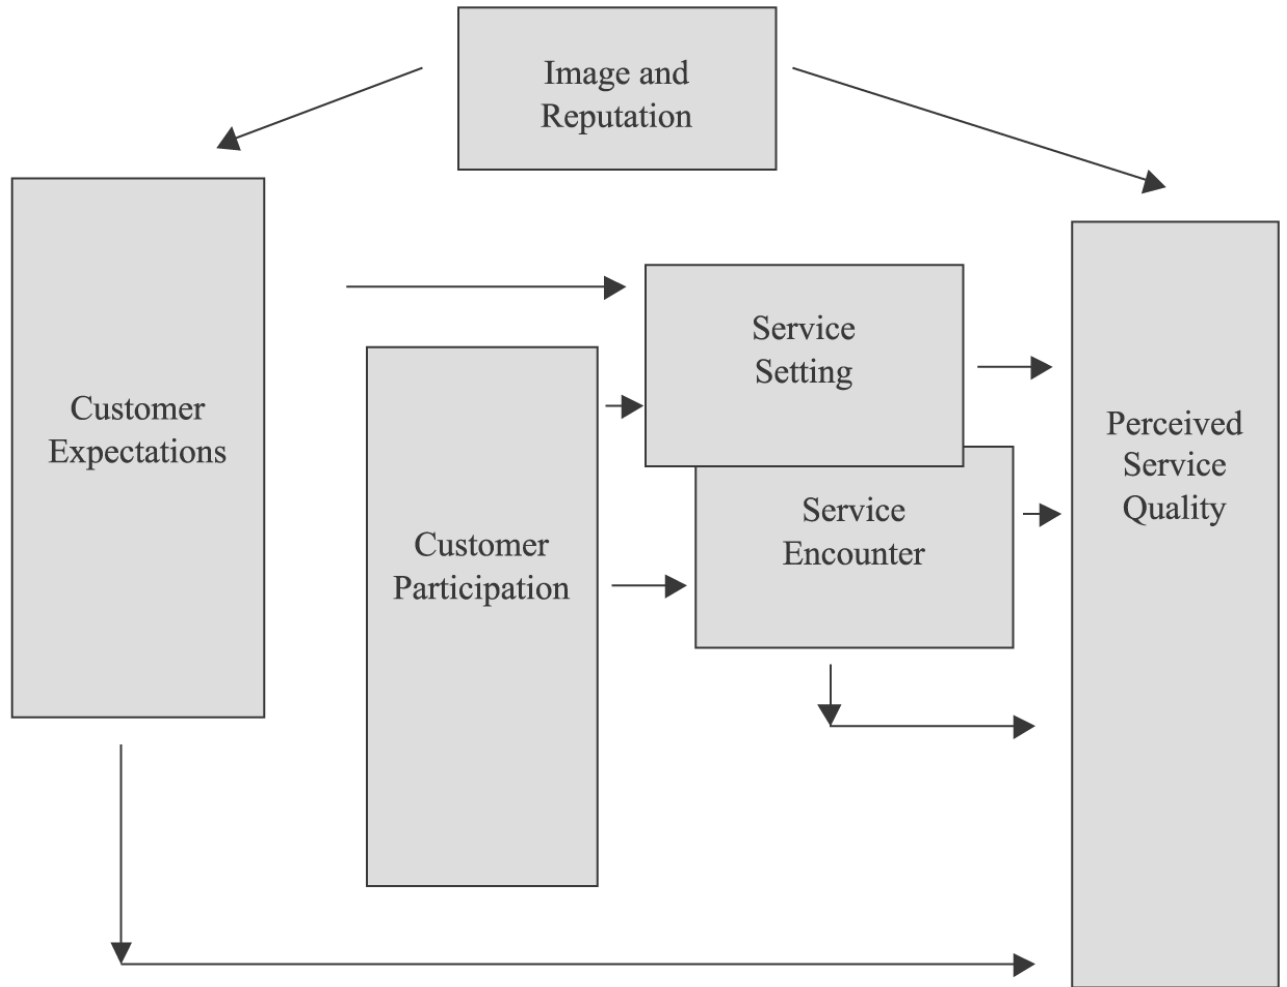 Image and
Reputation
Customer
Expectations
Customer
Participation
Service
Setting
Service
Encounter
Perceived
Service
Quality